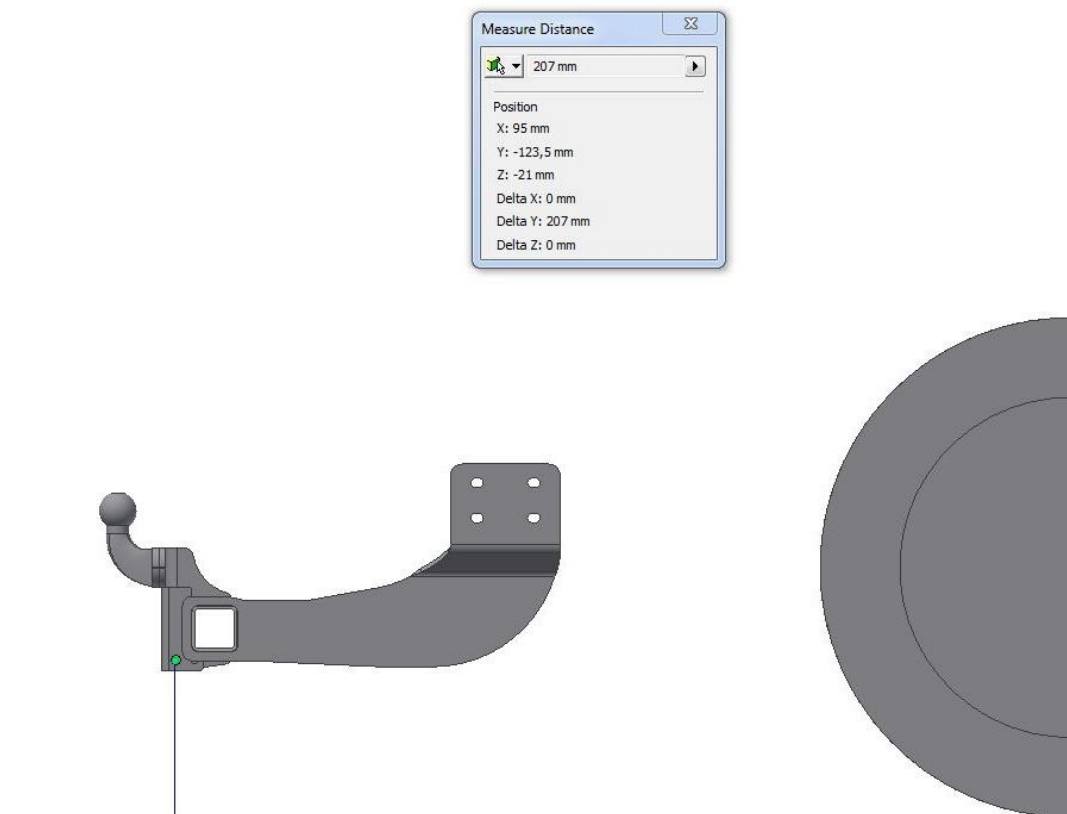 Measure Distance
207 mm
Position
X: 95 mm
Y: -123,5 mm
Z: -21 mm
Delta X: 0 mm
Delta Y: 207 mm
Delta Z: 0 mm